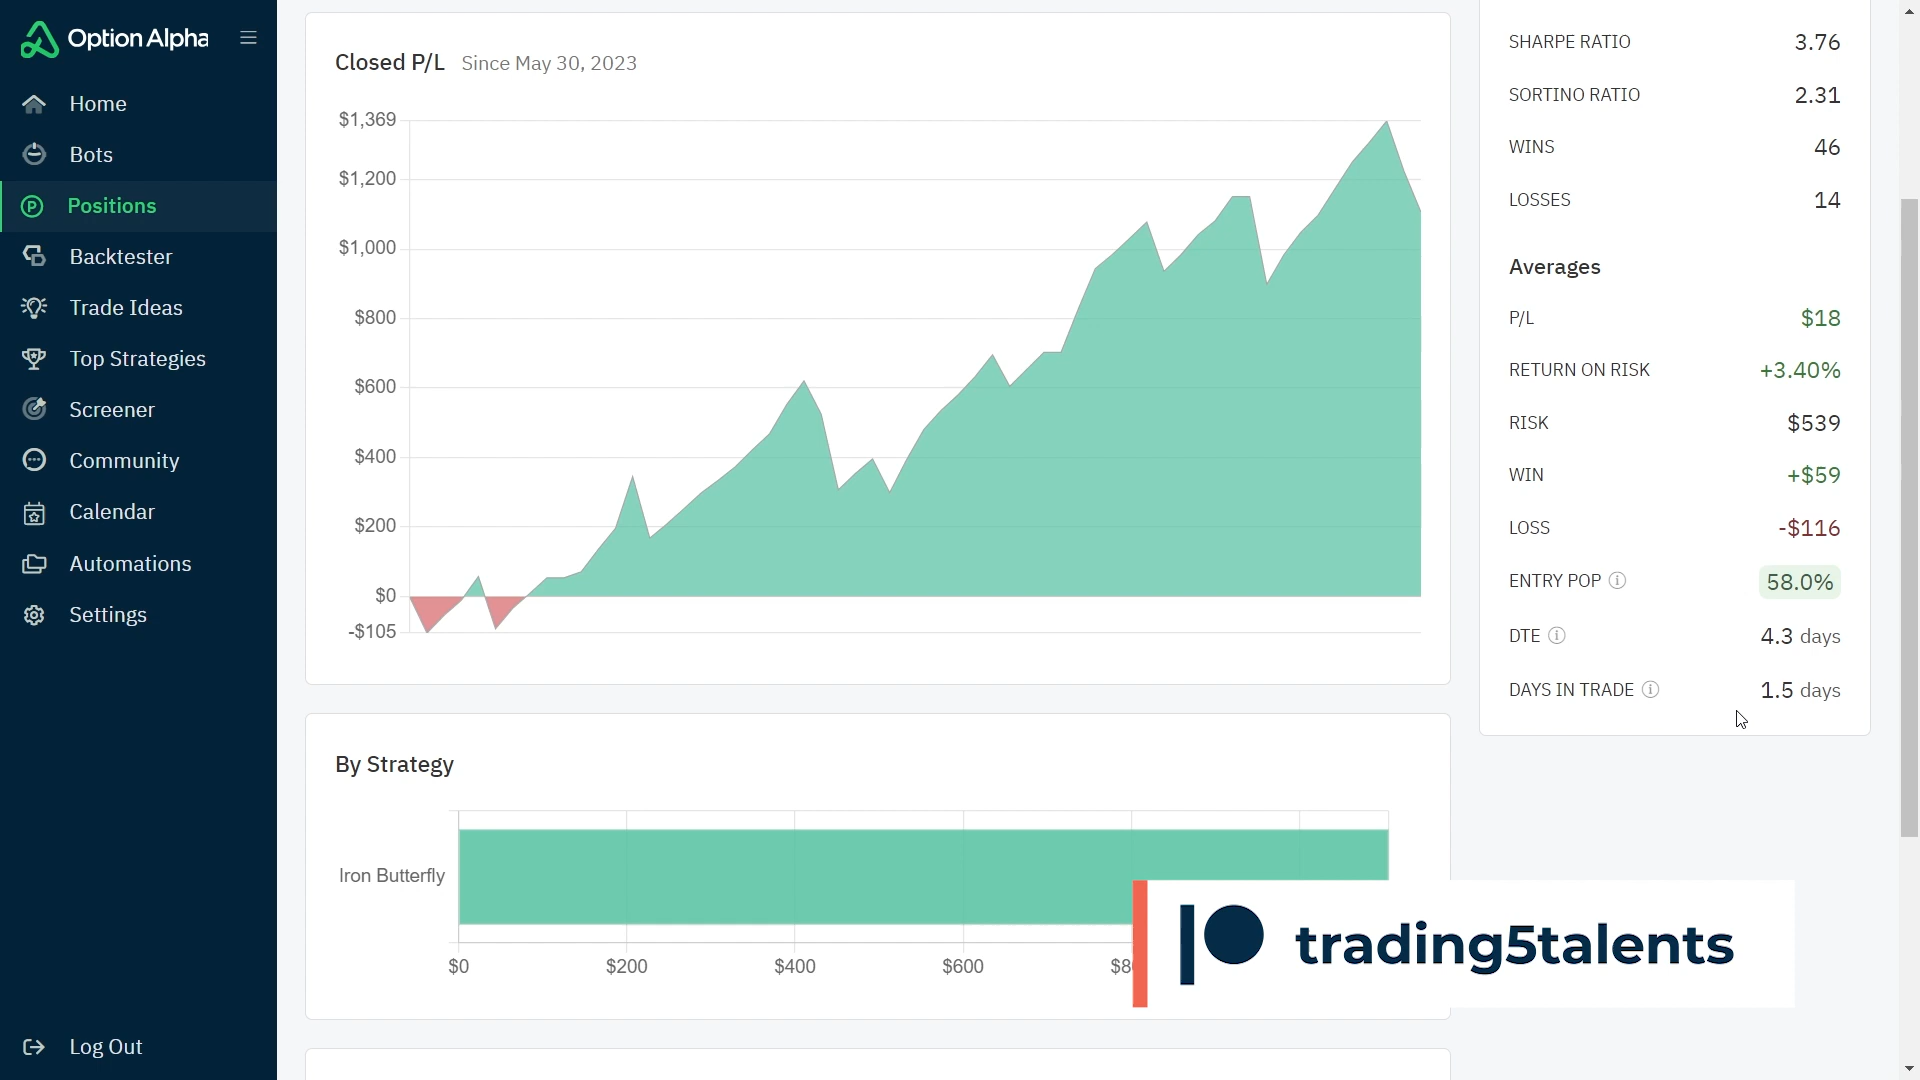 Option Alpha
Home
Bots
Positions
Backtester
Trade Ideas
Top Strategies
Screener
Community
Calendar
Automations
Settings
Log Out
Closed P/L Since May 30, 2023
$1,369
$1,200
$1,000
$800
$600
$400
$200
$0
-$105
By Strategy
Iron Butterfly
$0 $200 $400 $600 $80
SHARPE RATIO 3.76
SORTINO RATIO 2.31
WINS 46
LOSSES 14
Averages
P/L $18
RETURN ON RISK +3.40%
RISK $539
WIN +$59
LOSS -$116
ENTRY POP 58.0%
DTE 4.3 days
DAYS IN TRADE 1.5 days
trading5talents